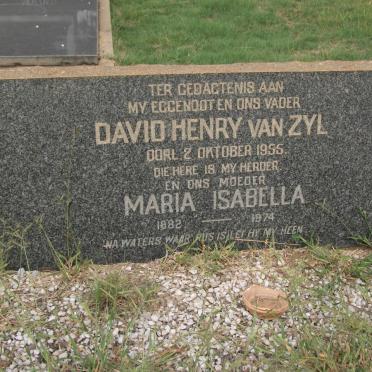 TER GEDAGTENIS AAN
MY EGGENOOT EN ONS VADER
DAVID HENRY VAN ZYL
OORL. 2 OKTOBER 1955.
DIE HERE IS MY HERDER
EN ONS MOEDER
MARIA ISABELLA
1882 — 1974
NA WATERS WAAR RUS IS LEI HY MY HEEN